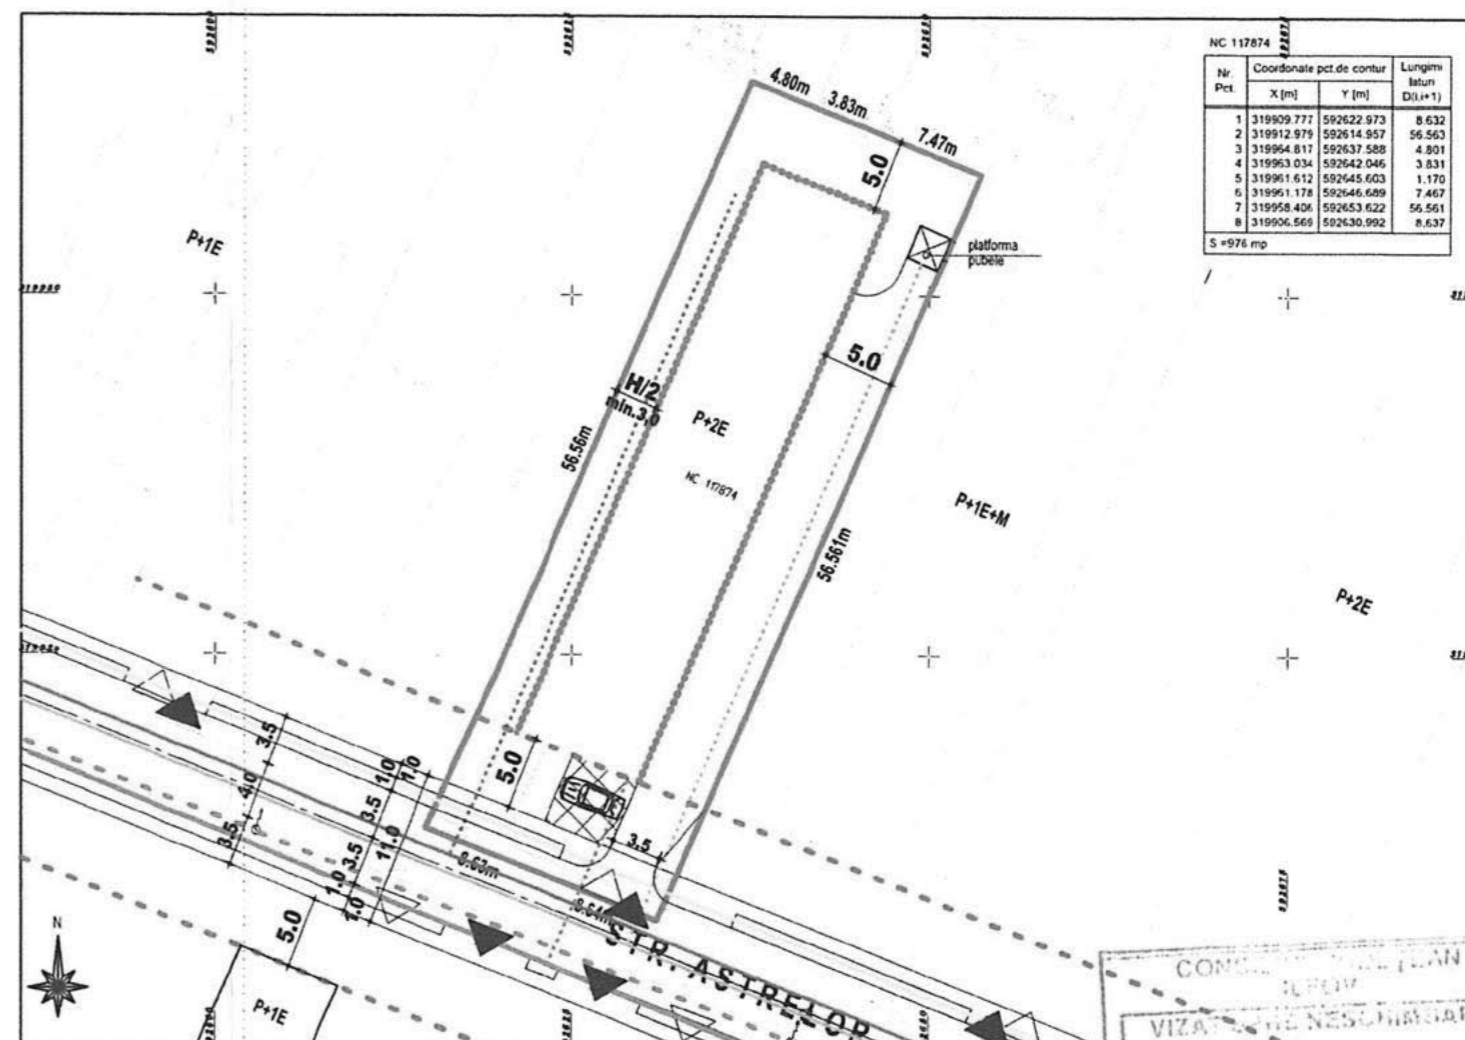 NC 117874
Nr. Pct. Coordonate pct.de contur Lungimi laturi D(i,i+1)
X [m] Y [m]
1 319909.777 592622.973 8.632
2 319912.979 592614.957 56.563
3 319964.817 592637.588 4.801
4 319963.034 592642.046 3.831
5 319961.612 592645.603 1.170
6 319961.178 592646.689 7.467
7 319958.406 592653.622 56.561
8 319906.569 592630.992 8.637
S =976 mp
4.80m
3.83m
7.47m
5.0
P+1E
platforma
pubele
5.0
H/2
min.3,0
P+2E
56.56m
NC 117874
P+1E+M
56.561m
P+2E
3.5
4.0
3.5
1.0
1.0
3.5
11.0
3.5
1.0
1.0
5.0
3.5
8.63m
8.64m
5.0
STR. ASTRELOR
N
P+1E
ILFOV